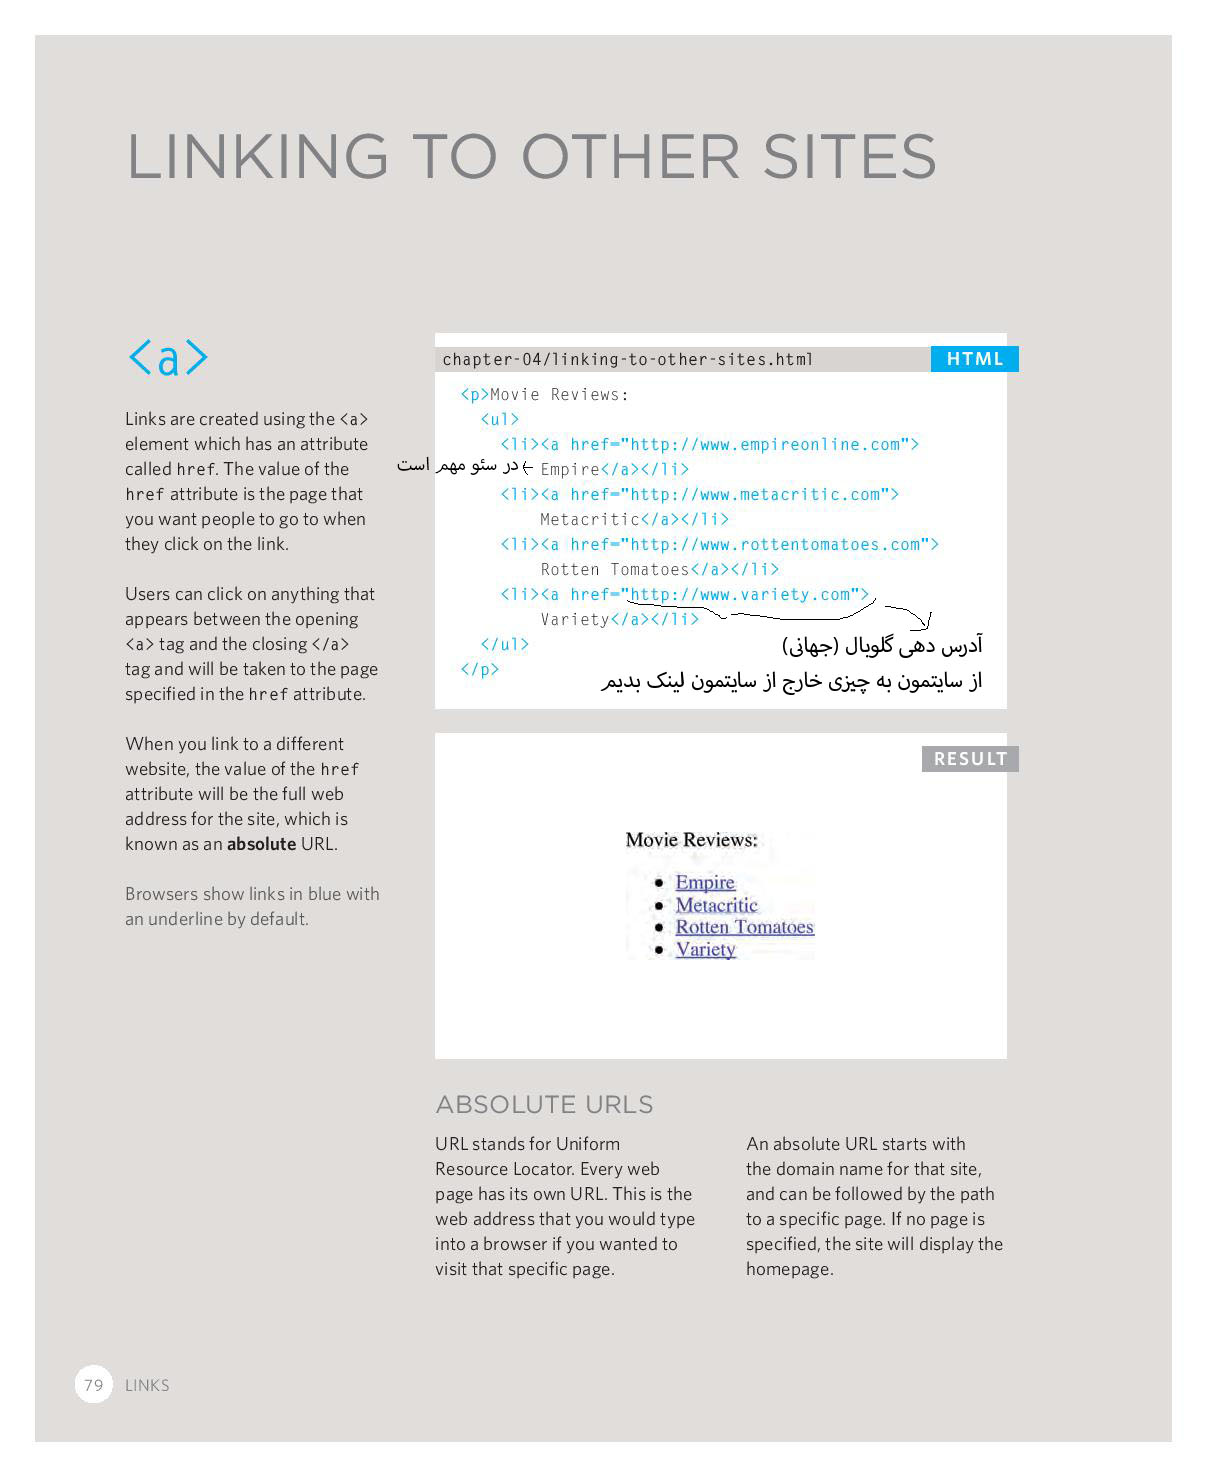 LINKING TO OTHER SITES
<a>
Links are created using the <a>
element which has an attribute
called href. The value of the
href attribute is the page that
you want people to go to when
they click on the link.
Users can click on anything that
appears between the opening
<a> tag and the closing </a>
tag and will be taken to the page
specified in the href attribute.
When you link to a different
website, the value of the href
attribute will be the full web
address for the site, which is
known as an absolute URL.
Browsers show links in blue with
an underline by default.
chapter-04/linking-to-other-sites.html
HTML
<p>Movie Reviews:
<ul>
<li><a href="http://www.empireonline.com">
Empire</a></li>
در سئو مهم است
<li><a href="http://www.metacritic.com">
Metacritic</a></li>
<li><a href="http://www.rottentomatoes.com">
Rotten Tomatoes</a></li>
<li><a href="http://www.variety.com">
Variety</a></li>
</ul>
</p>
آدرس دهی گلوبال (جهانی)
از سایتمون به چیزی خارج از سایتمون لینک بدیم
RESULT
Movie Reviews:
• Empire
• Metacritic
• Rotten Tomatoes
• Variety
ABSOLUTE URLS
URL stands for Uniform
Resource Locator. Every web
page has its own URL. This is the
web address that you would type
into a browser if you wanted to
visit that specific page.
An absolute URL starts with
the domain name for that site,
and can be followed by the path
to a specific page. If no page is
specified, the site will display the
homepage.
79
LINKS